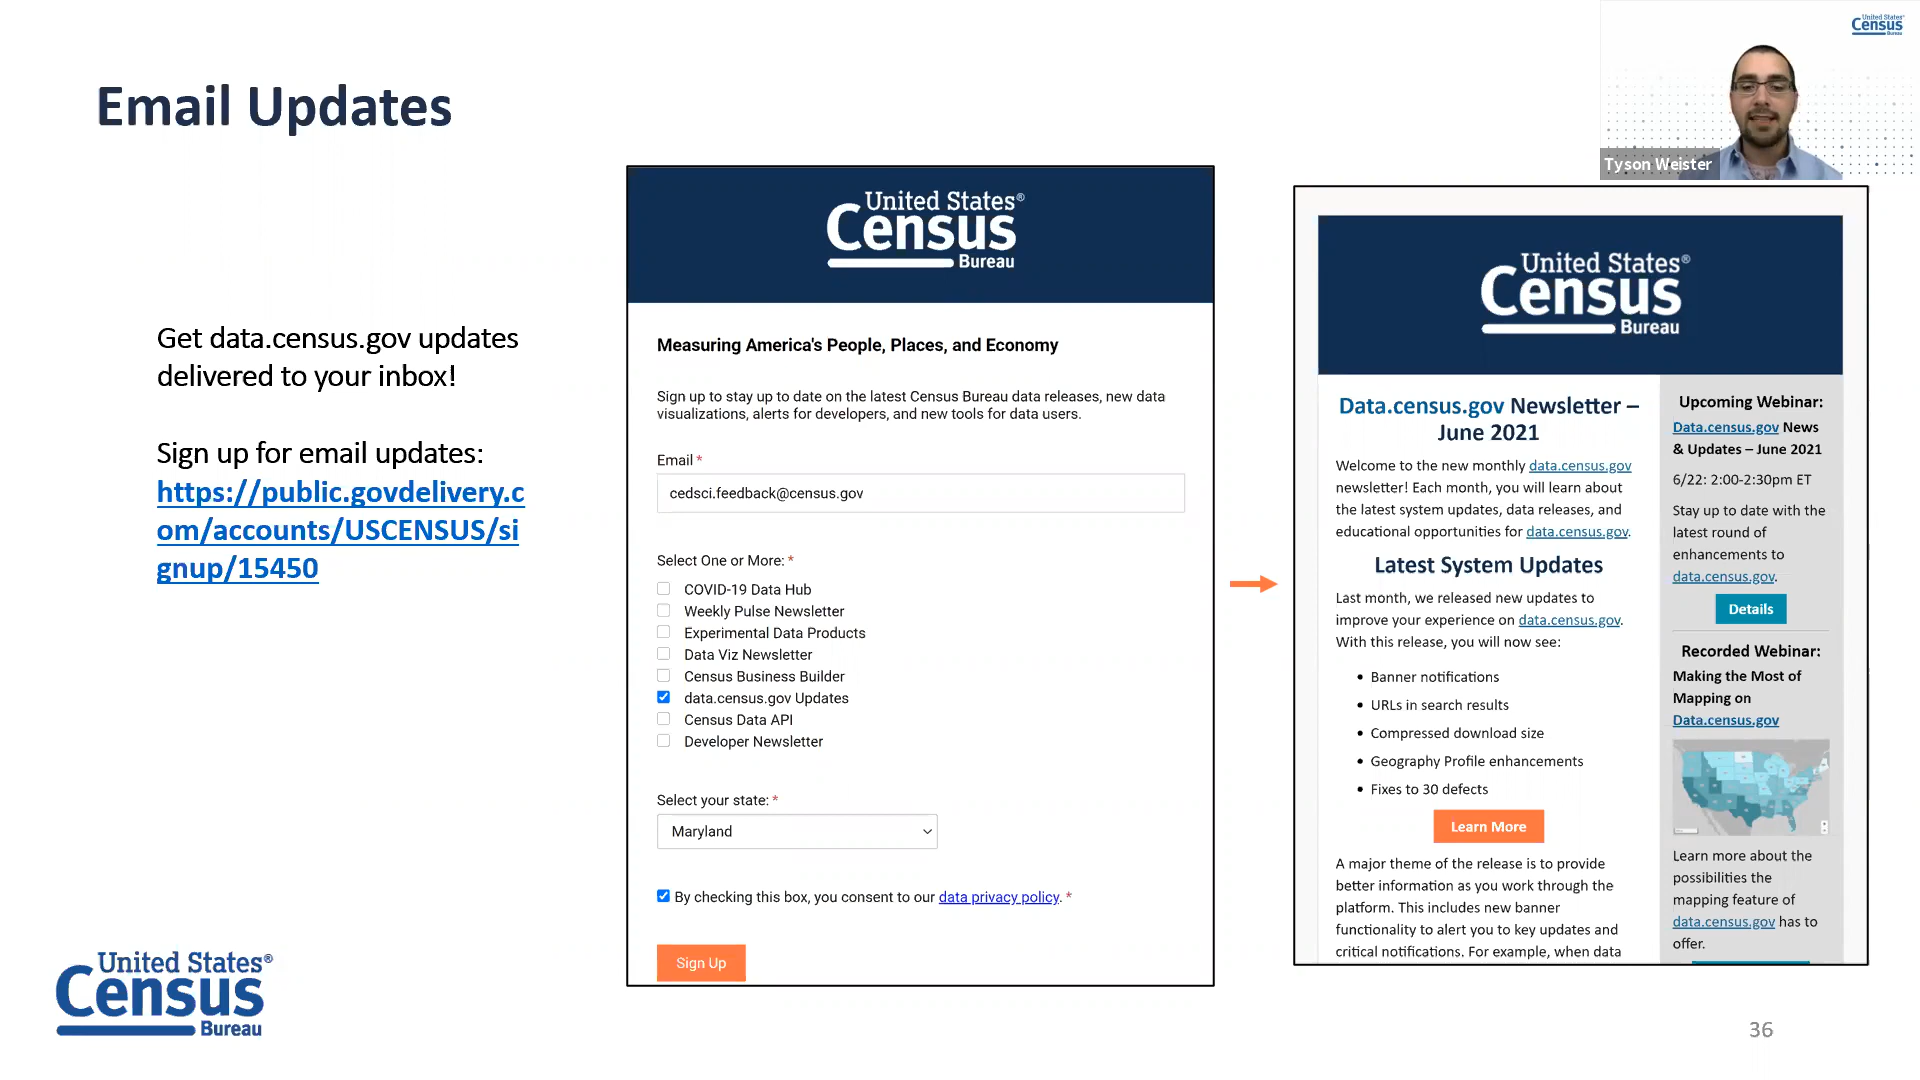 United States®
Census
Bureau
Tyson Weister
Email Updates
Get data.census.gov updates
delivered to your inbox!
Sign up for email updates:
https://public.govdelivery.c
om/accounts/USCENSUS/si
gnup/15450
United States®
Census
Bureau
Measuring America's People, Places, and Economy
Sign up to stay up to date on the latest Census Bureau data releases, new data
visualizations, alerts for developers, and new tools for data users.
Email *
cedsci.feedback@census.gov
Select One or More: *
COVID-19 Data Hub
Weekly Pulse Newsletter
Experimental Data Products
Data Viz Newsletter
Census Business Builder
data.census.gov Updates
Census Data API
Developer Newsletter
Select your state: *
Maryland
By checking this box, you consent to our data privacy policy. *
Sign Up
United States®
Census
Bureau
Data.census.gov Newsletter –
June 2021
Welcome to the new monthly data.census.gov
newsletter! Each month, you will learn about
the latest system updates, data releases, and
educational opportunities for data.census.gov.
Latest System Updates
Last month, we released new updates to
improve your experience on data.census.gov.
With this release, you will now see:
• Banner notifications
• URLs in search results
• Compressed download size
• Geography Profile enhancements
• Fixes to 30 defects
Learn More
A major theme of the release is to provide
better information as you work through the
platform. This includes new banner
functionality to alert you to key updates and
critical notifications. For example, when data
Upcoming Webinar:
Data.census.gov News
& Updates – June 2021
6/22: 2:00-2:30pm ET
Stay up to date with the
latest round of
enhancements to
data.census.gov.
Details
Recorded Webinar:
Making the Most of
Mapping on
Data.census.gov
Learn more about the
possibilities the
mapping feature of
data.census.gov has to
offer.
United States®
Census
Bureau
36